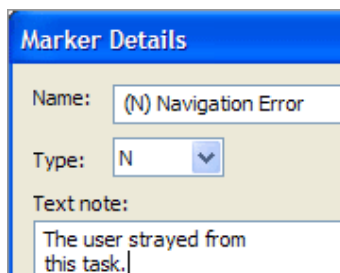 Marker Details
Name: (N) Navigation Error
Type: N
Text note:
The user strayed from
this task.